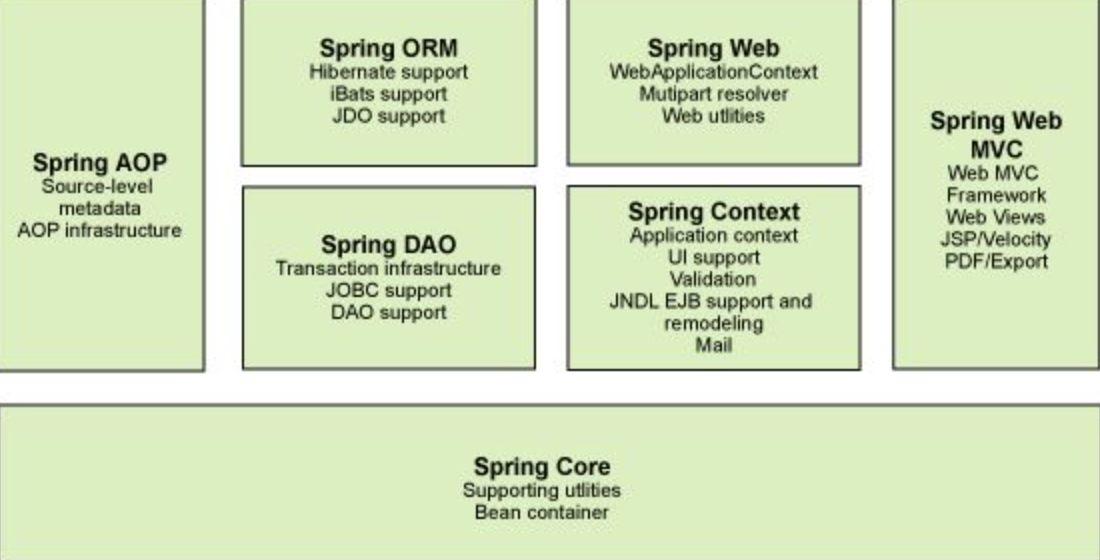 Spring AOP
Source-level
metadata
AOP infrastructure
Spring ORM
Hibernate support
iBats support
JDO support
Spring DAO
Transaction infrastructure
JOBC support
DAO support
Spring Web
WebApplicationContext
Mutipart resolver
Web utlities
Spring Context
Application context
UI support
Validation
JNDL EJB support and
remodeling
Mail
Spring Web
MVC
Web MVC
Framework
Web Views
JSP/Velocity
PDF/Export
Spring Core
Supporting utlities
Bean container